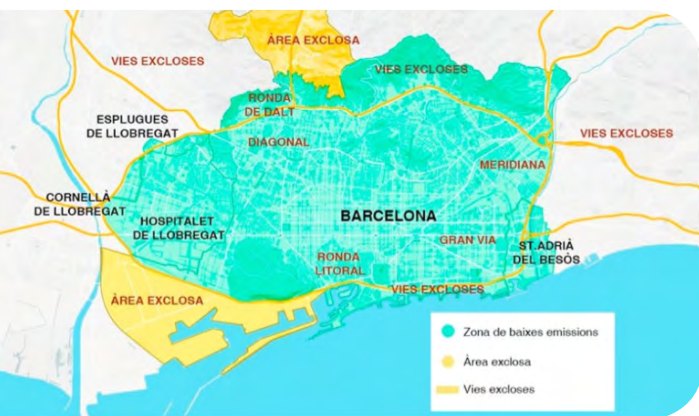 ÀREA EXCLOSA
VIES EXCLOSES
VIES EXCLOSES
RONDA
DE DALT
ESPLUGUES
DE LLOBREGAT
VIES EXCLOSES
DIAGONAL
MERIDIANA
CORNELLÀ
DE LLOBREGAT
HOSPITALET
DE LLOBREGAT
BARCELONA
GRAN VIA
ST.ADRIÀ
DEL BESÒS
RONDA
LITORAL
VIES EXCLOSES
ÀREA EXCLOSA
Zona de baixes emissions
Àrea exclosa
Vies excloses